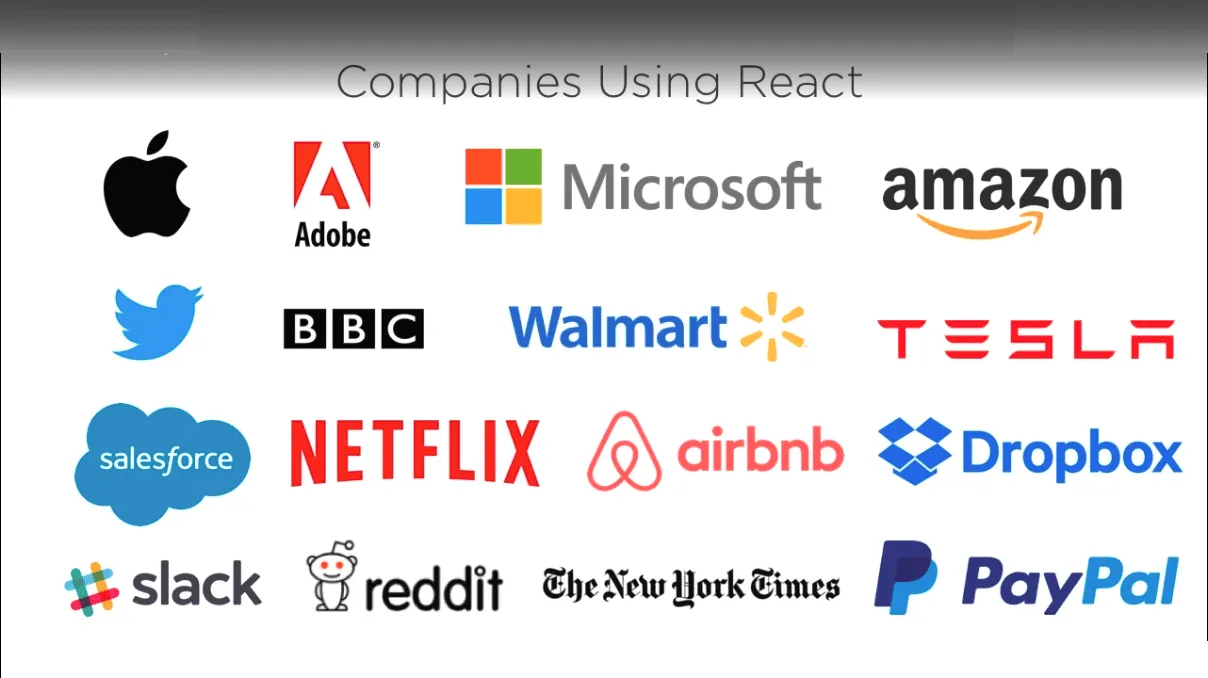 Companies Using React
®
Adobe
Microsoft
amazon
BBC
Walmart
TESLA
salesforce
NETFLIX
airbnb
Dropbox
slack
reddit
The New York Times
PayPal